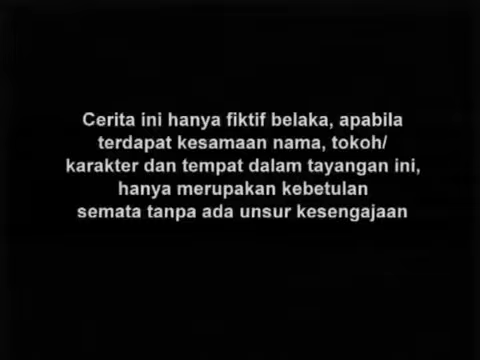 Cerita ini hanya fiktif belaka, apabila
terdapat kesamaan nama, tokoh/
karakter dan tempat dalam tayangan ini,
hanya merupakan kebetulan
semata tanpa ada unsur kesengajaan